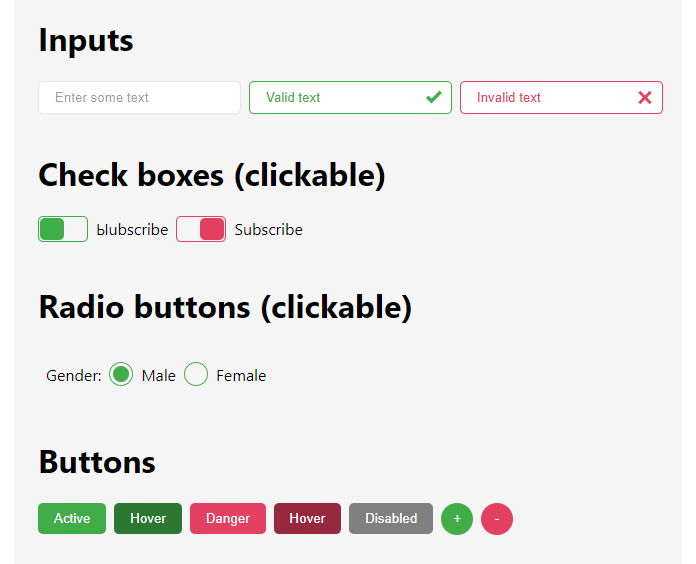 Inputs
Enter some text Valid text Invalid text
Check boxes (clickable)
Ыubscribe Subscribe
Radio buttons (clickable)
Gender: Male Female
Buttons
Active Hover Danger Hover Disabled + -